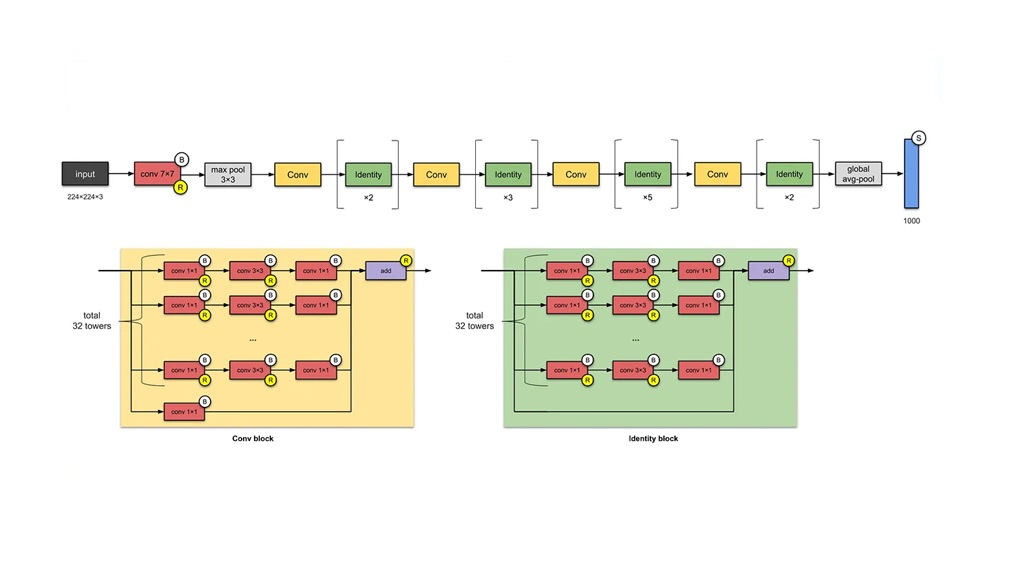 S
B
input
conv 7×7
max pool
3×3
Conv
Identity
Conv
Identity
Conv
Identity
Conv
Identity
global
avg-pool
R
224×224×3
×2
×3
×5
×2
1000
B B B R
conv 1×1 conv 3×3 conv 1×1 add
R R
B B B
conv 1×1 conv 3×3 conv 1×1
R R
total
32 towers
...
B B B
conv 1×1 conv 3×3 conv 1×1
R R
B
conv 1×1
Conv block
B B B R
conv 1×1 conv 3×3 conv 1×1 add
R R
B B B
conv 1×1 conv 3×3 conv 1×1
R R
total
32 towers
...
B B B
conv 1×1 conv 3×3 conv 1×1
R R
Identity block